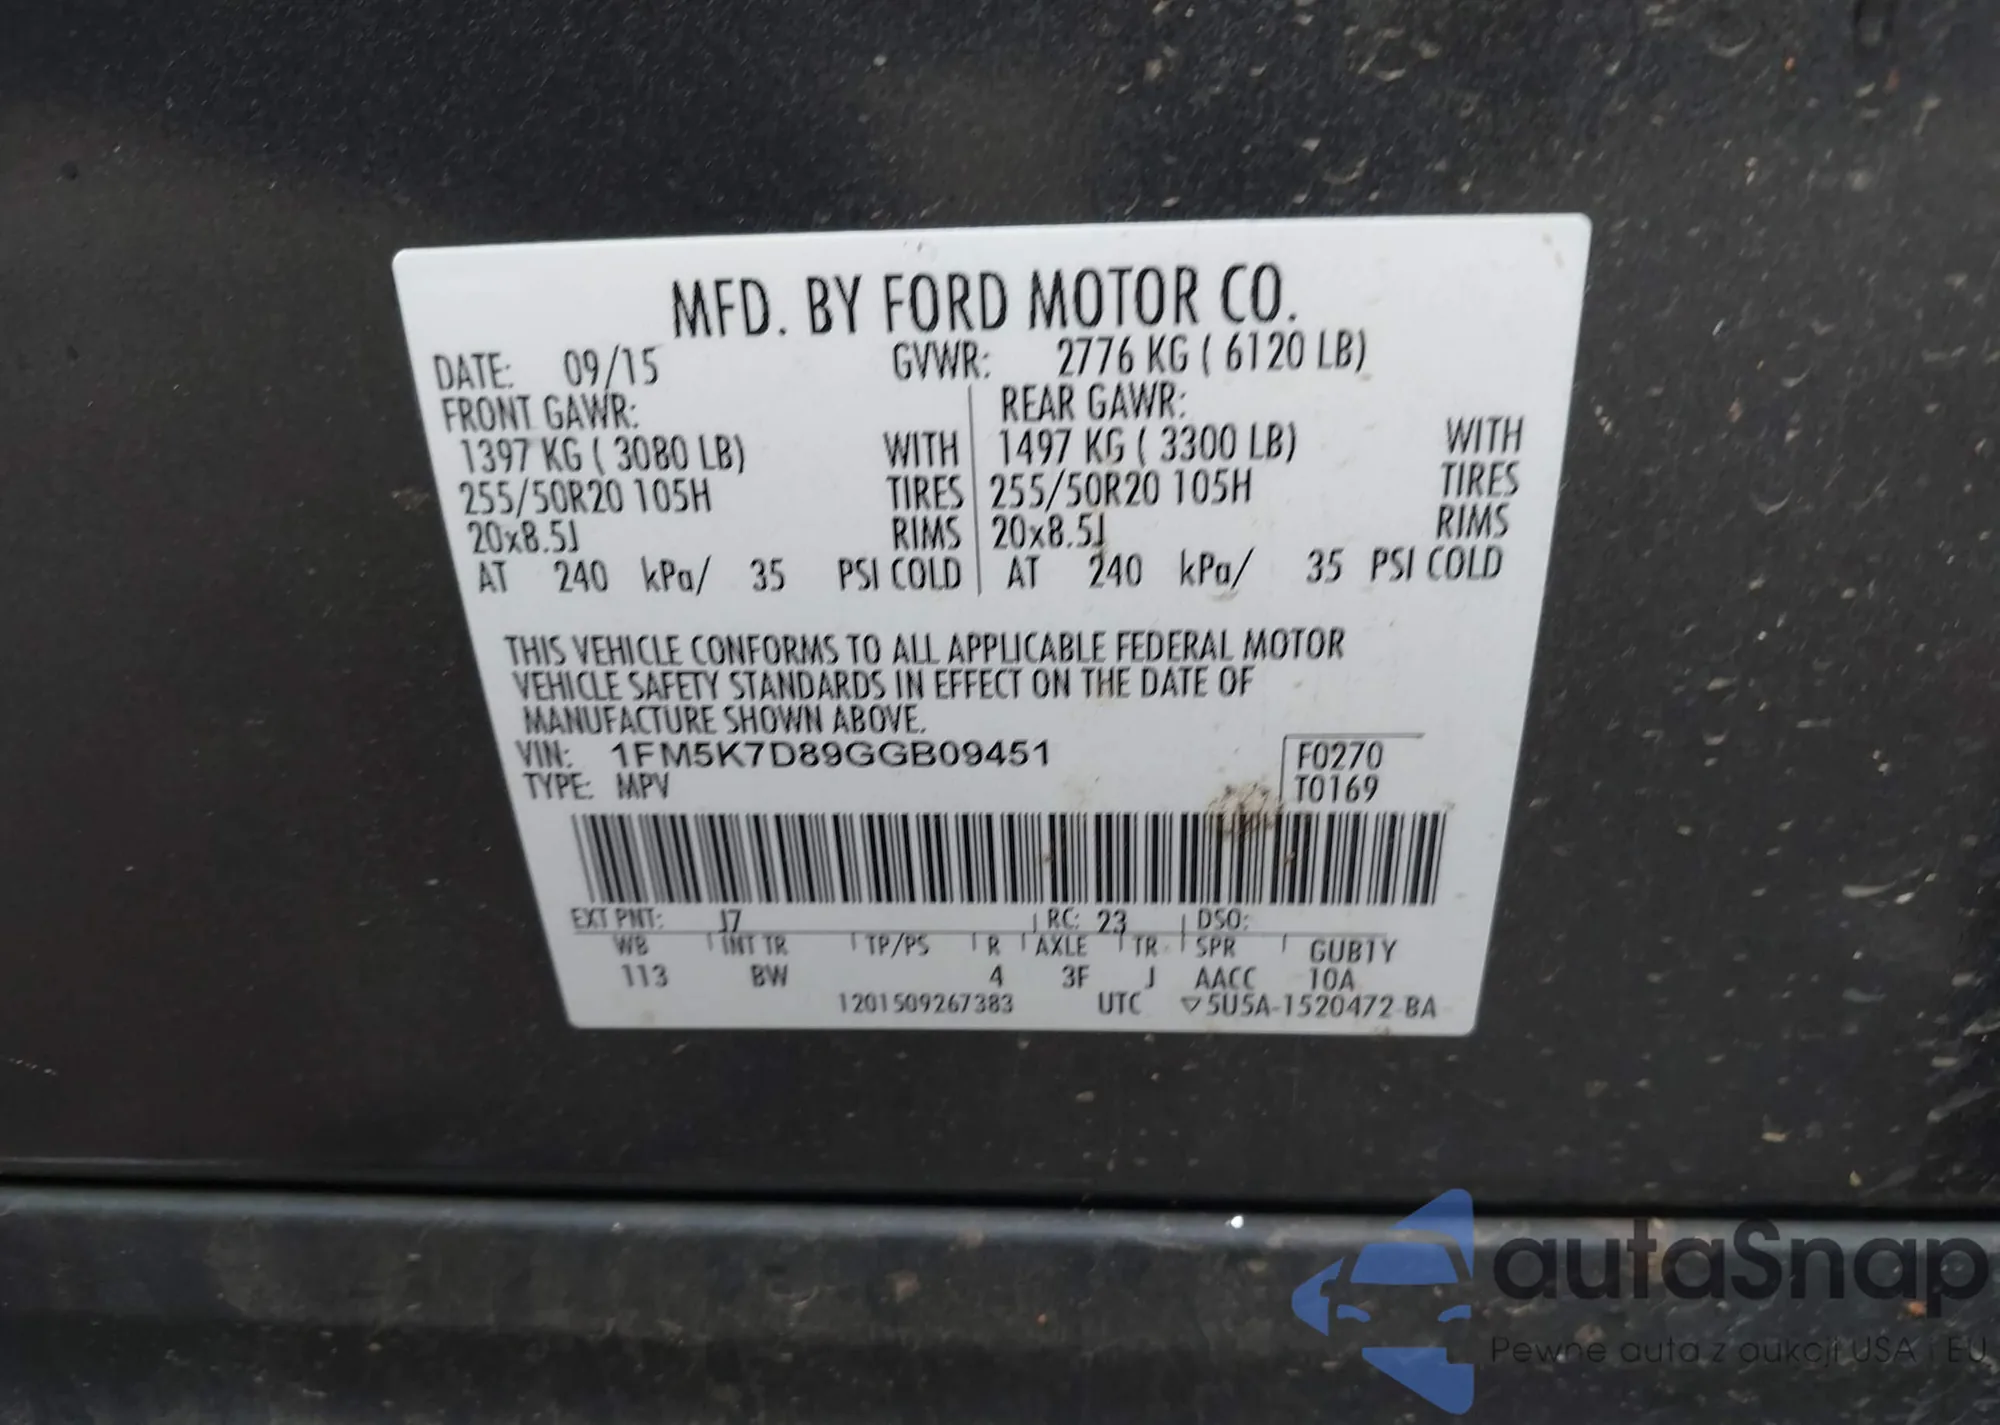 MFD. BY FORD MOTOR CO.
DATE: 09/15 GVWR: 2776 KG ( 6120 LB)
FRONT GAWR: REAR GAWR:
1397 KG ( 3080 LB) WITH 1497 KG ( 3300 LB) WITH
255/50R20 105H TIRES 255/50R20 105H TIRES
20x8.5J RIMS 20x8.5J RIMS
AT 240 kPa/ 35 PSI COLD AT 240 kPa/ 35 PSI COLD
THIS VEHICLE CONFORMS TO ALL APPLICABLE FEDERAL MOTOR
VEHICLE SAFETY STANDARDS IN EFFECT ON THE DATE OF
MANUFACTURE SHOWN ABOVE.
VIN: 1FM5K7D89GGB09451 F0270
TYPE: MPV T0169
EXT PNT: J7 RC: 23 DSO:
WB INT TR TP/PS R AXLE TR SPR GUB1Y
113 BW 4 3F J AACC 10A
1201509267383 UTC ▽5U5A-1520472-BA
autaSnap
Pewne auta z aukcji USA i EU